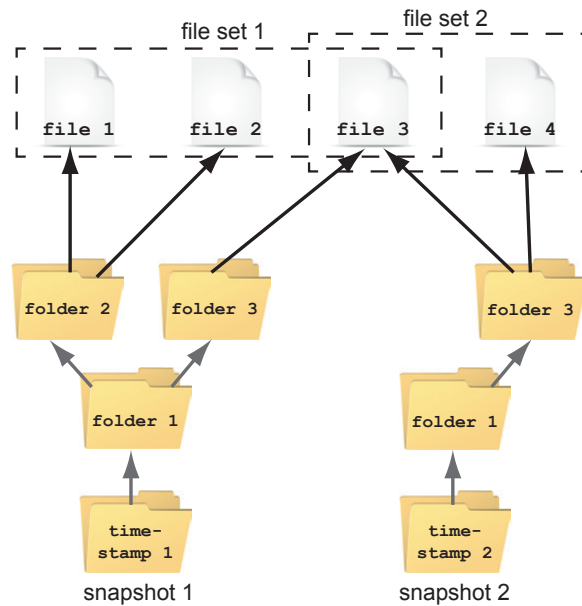 file set 1
file set 2
file 1
file 2
file 3
file 4
folder 2
folder 3
folder 3
folder 1
folder 1
time-
stamp 1
time-
stamp 2
snapshot 1
snapshot 2